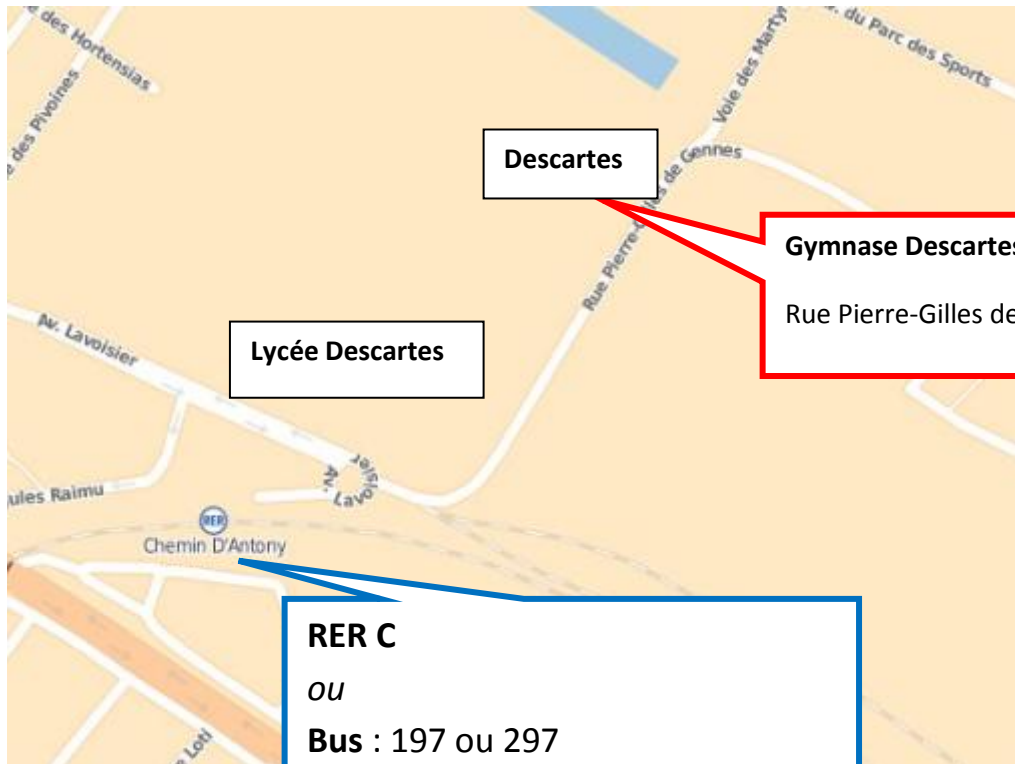 e des Hortensias
e des Pivoines
Voie des Martyr
. du Parc des Sports
Descartes
Rue Pierre-Gilles de Gennes
Gymnase Descartes
Rue Pierre-Gilles de
Av. Lavoisier
Lycée Descartes
Av. Lavoisier
ules Raimu
RER
Chemin D'Antony
RER C
ou
Bus : 197 ou 297
Loti